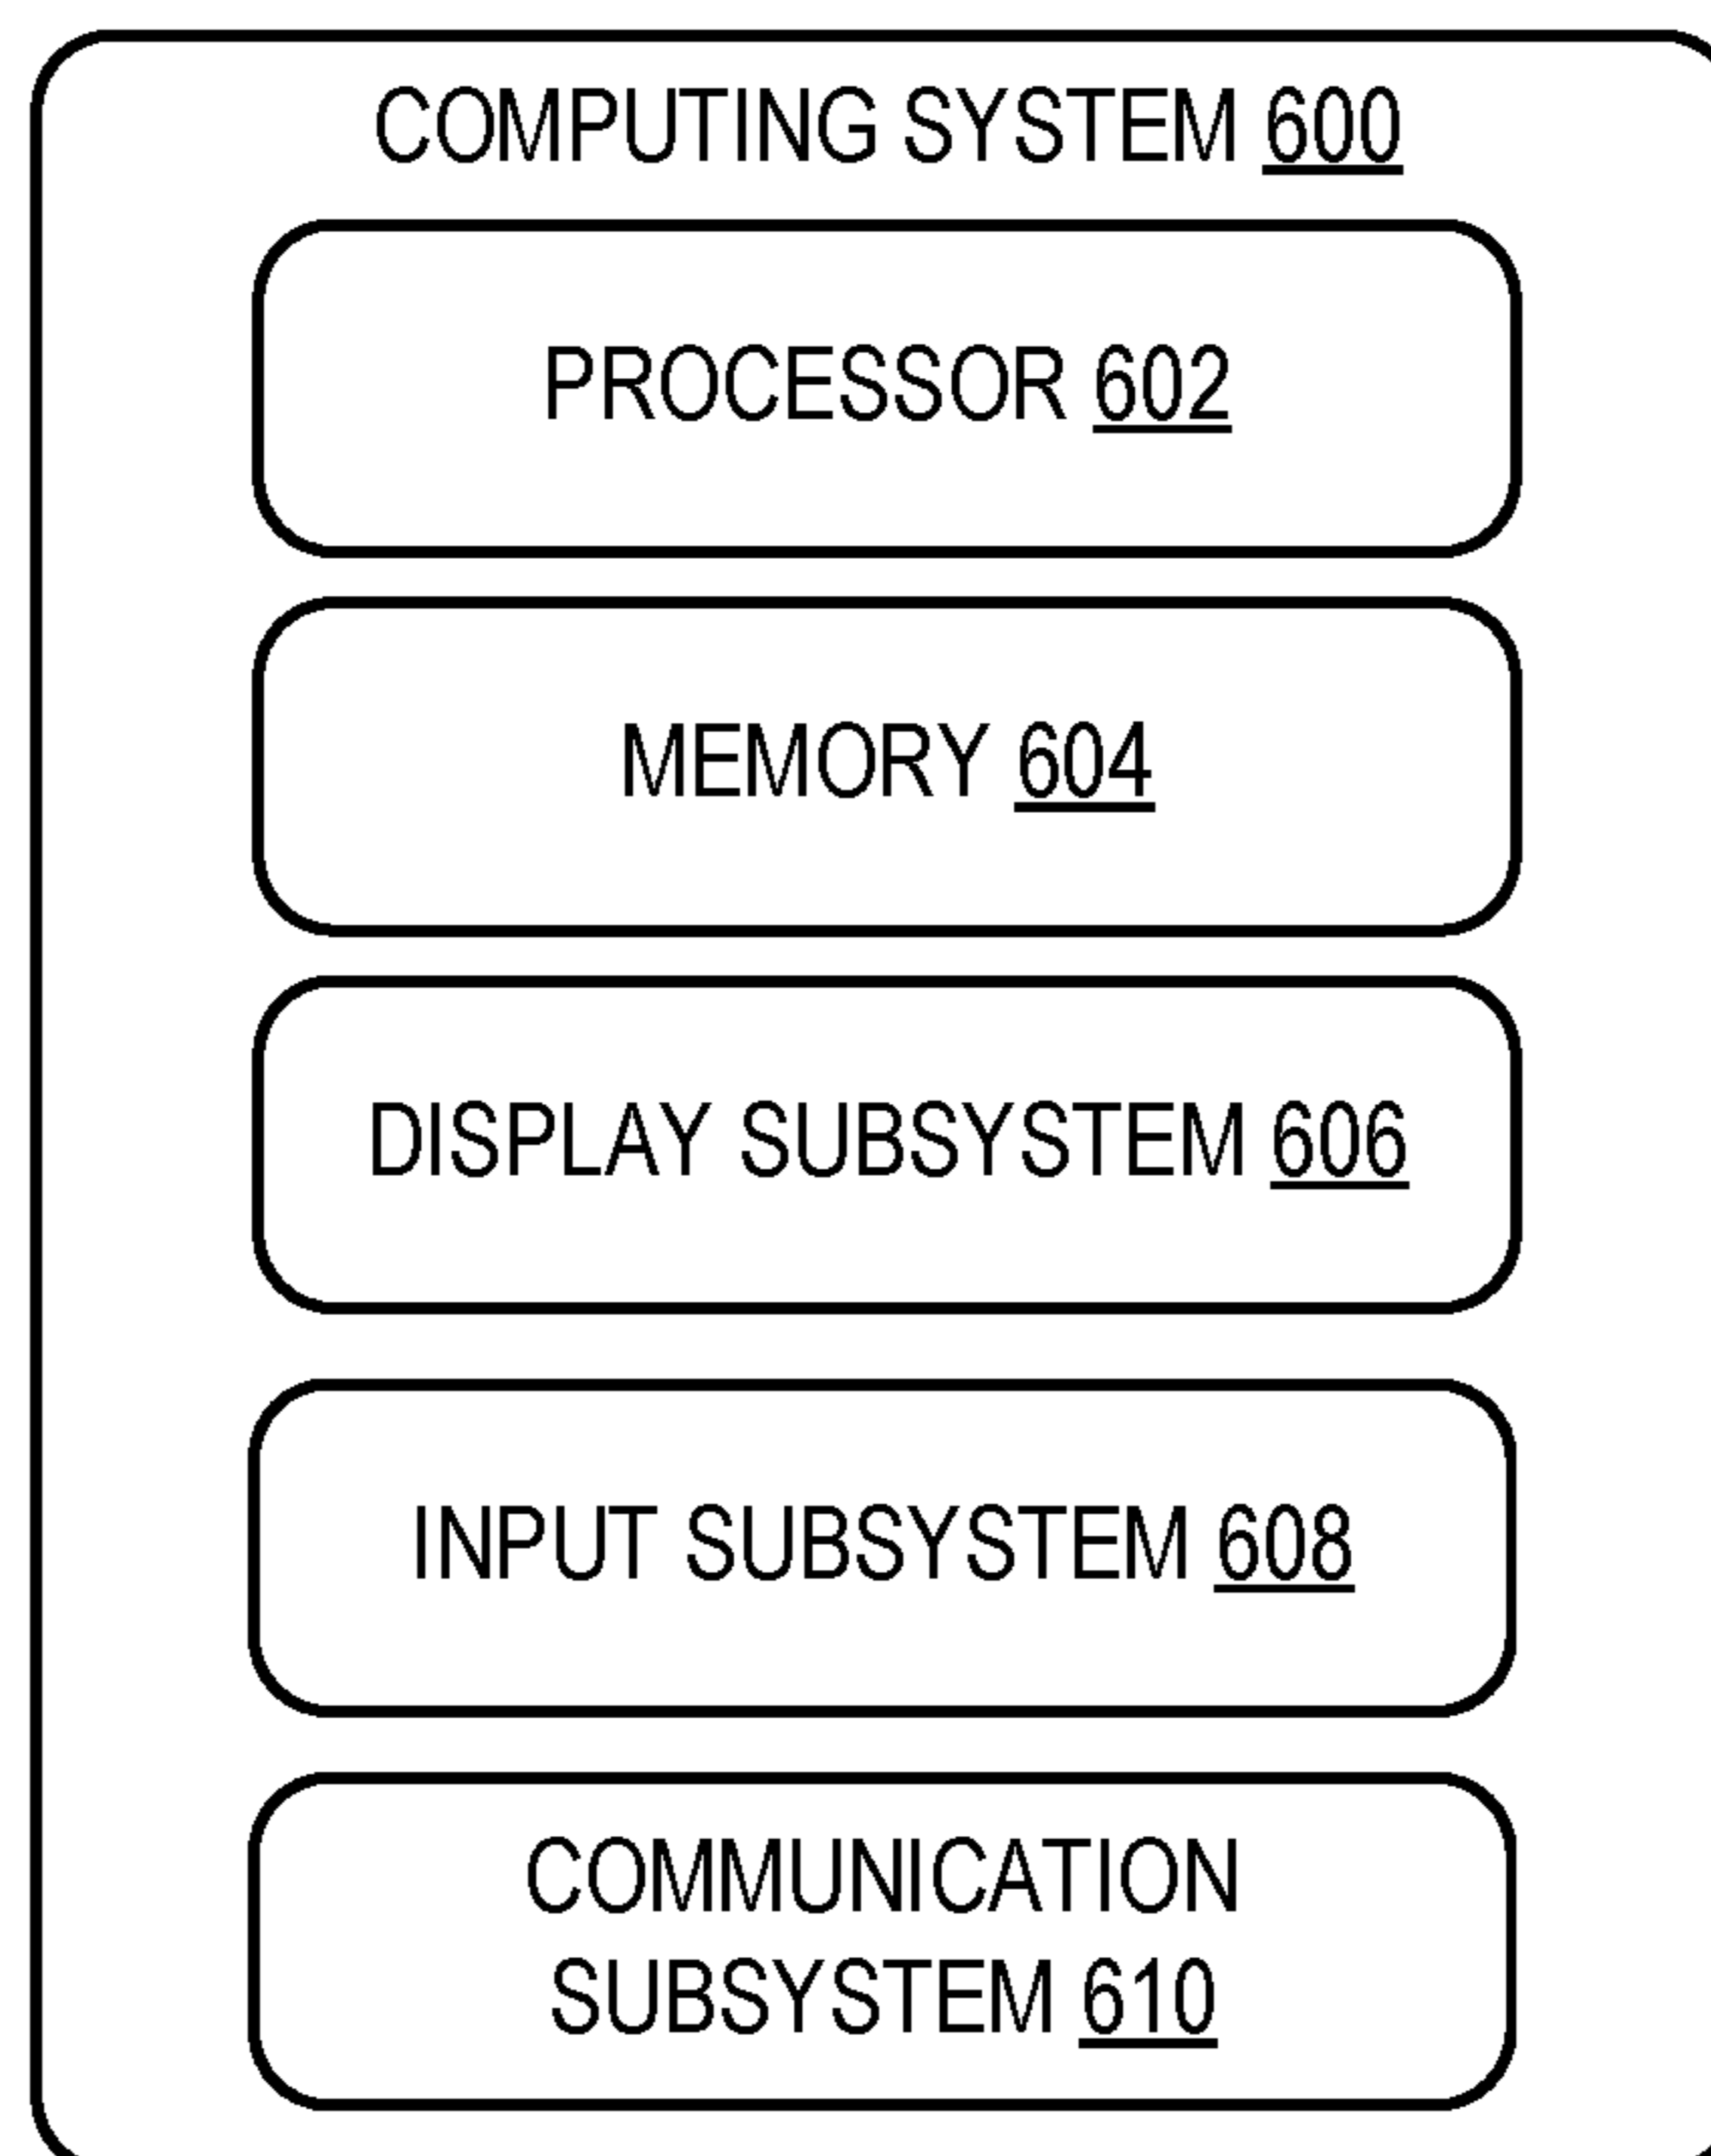 COMPUTING SYSTEM 600
PROCESSOR 602
MEMORY 604
DISPLAY SUBSYSTEM 606
INPUT SUBSYSTEM 608
COMMUNICATION
SUBSYSTEM 610